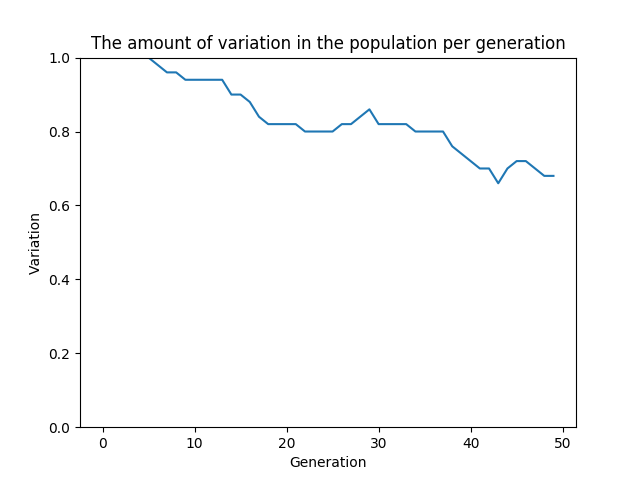 The amount of variation in the population per generation
1.0
0.8
0.6
0.4
0.2
0.0
Variation
0 10 20 30 40 50
Generation